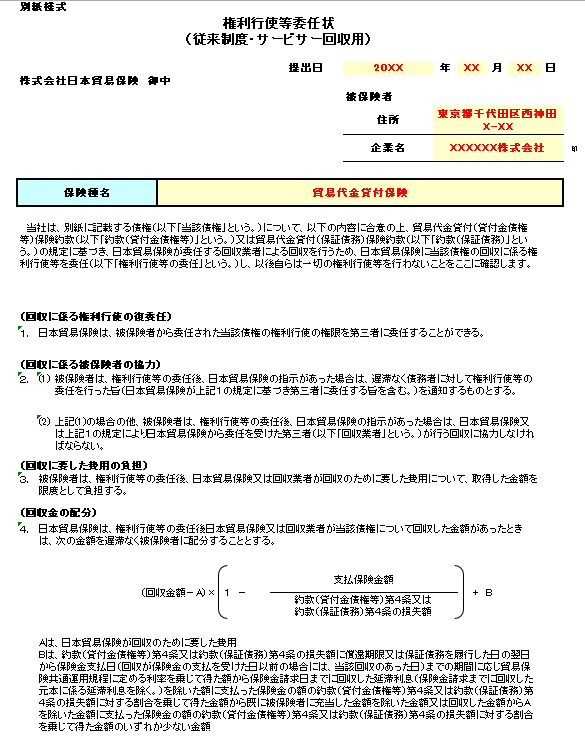 別紙様式
権利行使等委任状
（従来制度・サービサー回収用）
提出日 20XX 年 XX 月 XX 日
株式会社日本貿易保険 御中
被保険者
住所 東京都千代田区西神田
X-XX
企業名 XXXXXX株式会社 印
保険種名 貿易代金貸付保険
当社は、別紙に記載する債権（以下「当該債権」という。）について、以下の内容に合意の上、貿易代金貸付（貸付金債権
等）保険約款（以下「約款（貸付金債権等）」という。）又は貿易代金貸付（保証債務）保険約款（以下「約款（保証債務）」とい
う。）の規定に基づき、日本貿易保険が委任する回収業者による回収を行うため、日本貿易保険に当該債権の回収に係る権
利行使等を委任（以下「権利行使等の委任」という。）し、以後自らは一切の権利行使等を行わないことをここに確認します。
（回収に係る権利行使の復委任）
1. 日本貿易保険は、被保険者から委任された当該債権の権利行使の権限を第三者に委任することができる。
（回収に係る被保険者の協力）
2. (1) 被保険者は、権利行使等の委任後、日本貿易保険の指示があった場合は、遅滞なく債務者に対して権利行使等の
委任を行った旨（日本貿易保険が上記１の規定に基づき第三者に委任する旨を含む。）を通知するものとする。
(2) 上記(1)の場合の他、被保険者は、権利行使等の委任後、日本貿易保険の指示があった場合は、日本貿易保険又
は上記１の規定により日本貿易保険から委任を受けた第三者（以下「回収業者」という。）が行う回収に協力しなけれ
ばならない。
（回収に要した費用の負担）
3. 被保険者は、権利行使等の委任後、日本貿易保険又は回収業者が回収のために要した費用について、取得した金額を
限度として負担する。
（回収金の配分）
4. 日本貿易保険は、権利行使等の委任後日本貿易保険又は回収業者が当該債権について回収した金額があったとき
は、次の金額を遅滞なく被保険者に配分することとする。
支払保険金額
（回収金額－A）× ( 1 － ) ＋ B
約款（貸付金債権等）第４条又は
約款（保証債務）第４条の損失額
Aは、日本貿易保険が回収のために要した費用
Bは、約款（貸付金債権等）第４条又は約款（保証債務）第４条の損失額に償還期限又は保証債務を履行した日の翌日
から保険金支払日（回収が保険金の支払を受けた日以前の場合には、当該回収のあった日）までの期間に応じ貿易保
険共通運用規程に定める利率を乗じて得た額から保険金請求日までに回収した延滞利息（保険金請求までに回収した
元本に係る延滞利息を除く。）を除いた額に支払った保険金の額の約款（貸付金債権等）第４条又は約款（保証債務）第
４条の損失額に対する割合を乗じて得た金額から既に被保険者に充当した金額を除いた金額又は回収した金額からA
を除いた金額に支払った保険金の額の約款（貸付金債権等）第４条又は約款（保証債務）第４条の損失額に対する割合
を乗じて得た金額のいずれか少ない金額